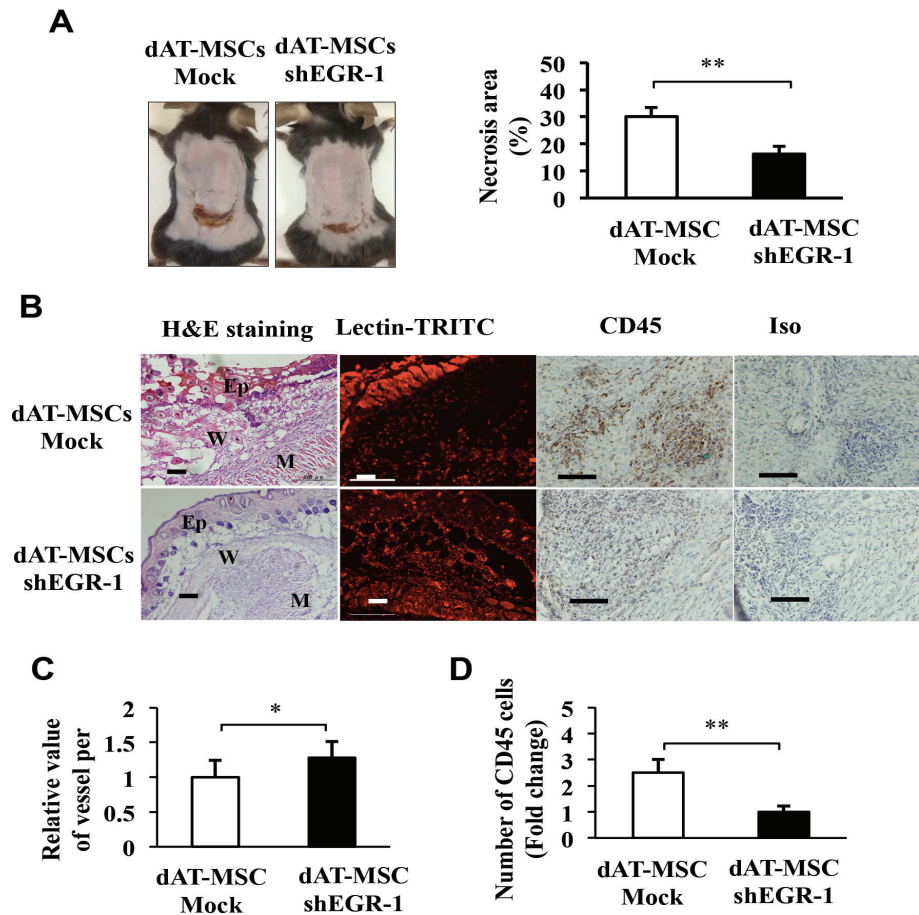 A
dAT-MSCs
Mock
dAT-MSCs
shEGR-1
Necrosis area
(%)
50
40
30
20
10
0
**
dAT-MSC
Mock
dAT-MSC
shEGR-1
B
H&E staining
Lectin-TRITC
CD45
Iso
dAT-MSCs
Mock
Ep
W
M
dAT-MSCs
shEGR-1
Ep
W
M
C
Relative value
of vessel per
2
1.5
1
0.5
0
*
dAT-MSC
Mock
dAT-MSC
shEGR-1
D
Number of CD45 cells
(Fold change)
5
4
3
2
1
0
**
dAT-MSC
Mock
dAT-MSC
shEGR-1